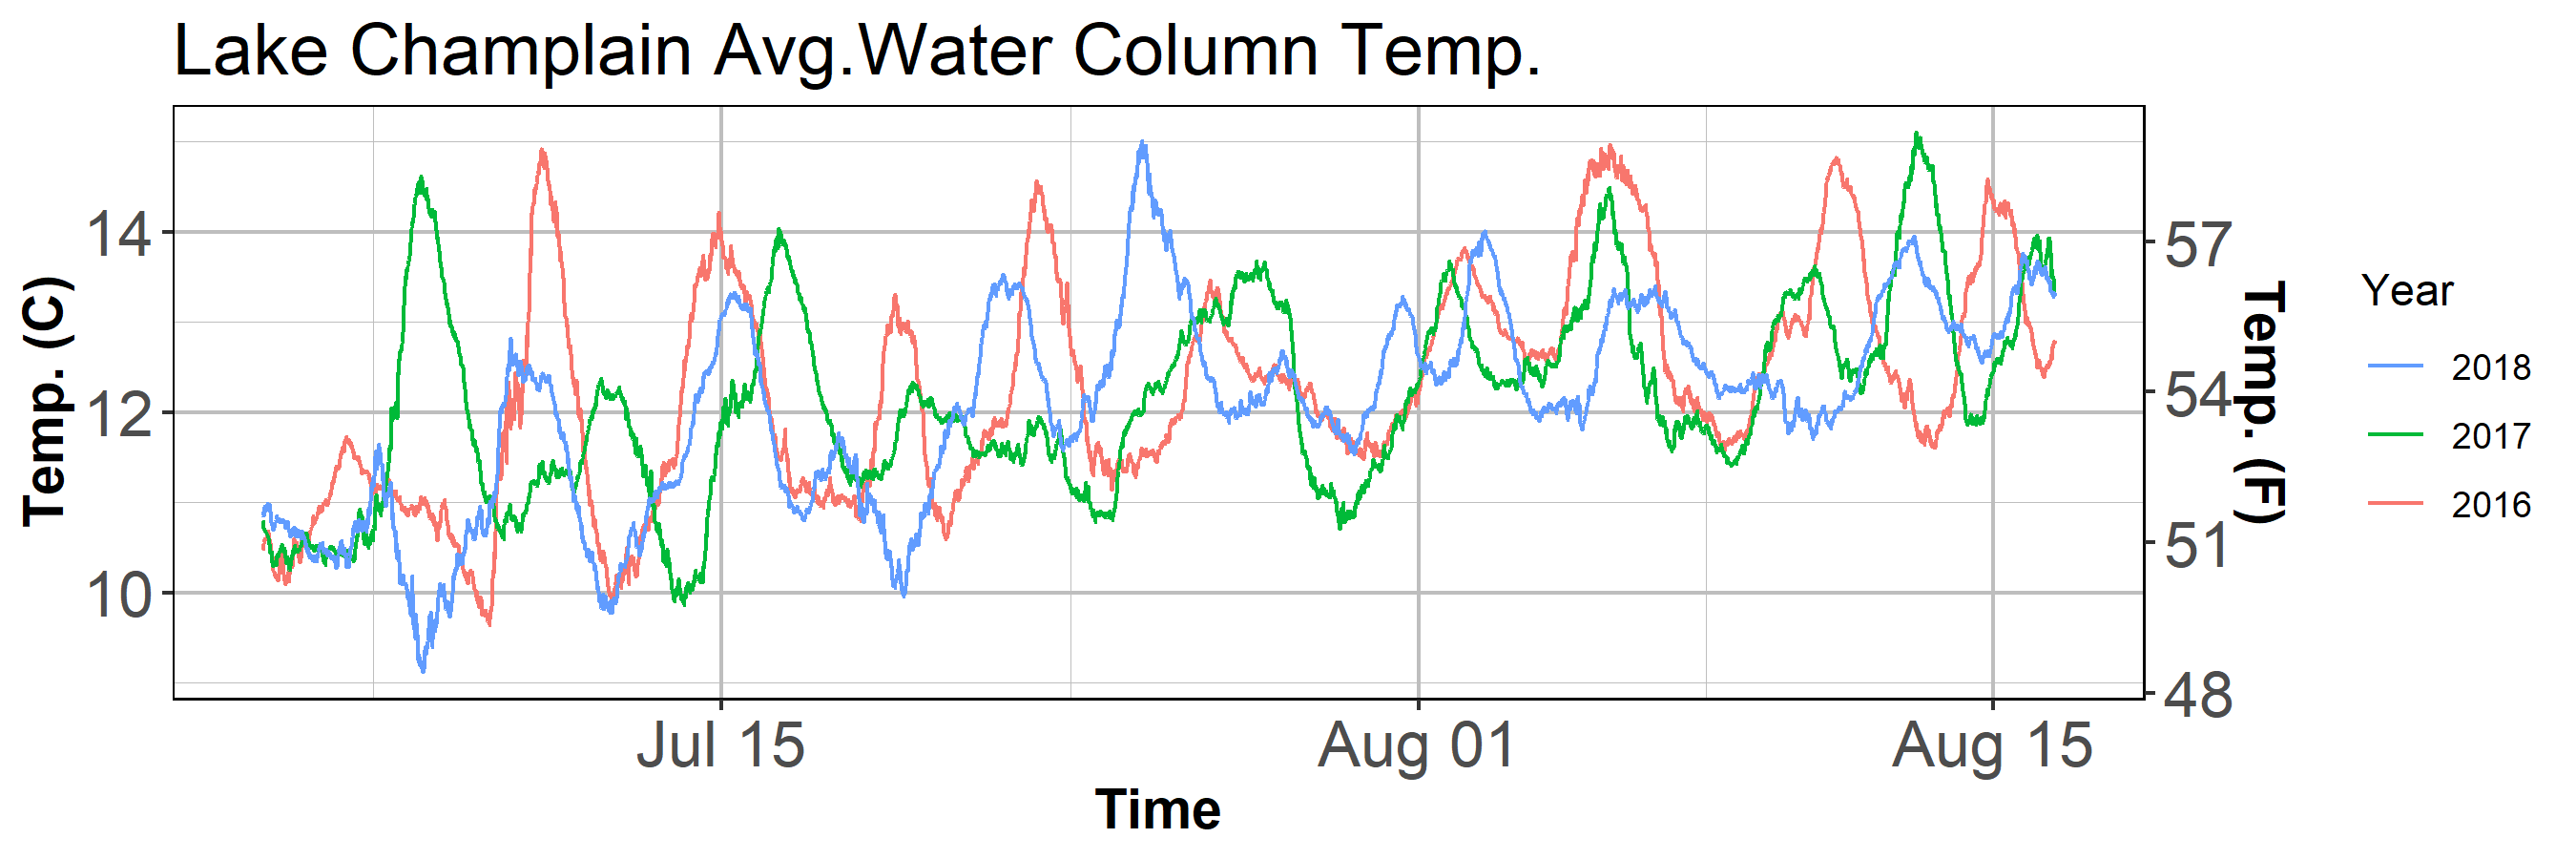 Lake Champlain Avg.Water Column Temp.
Temp. (C)
14
12
10
57
54
51
48
Temp. (F)
Jul 15
Aug 01
Aug 15
Time
Year
2018
2017
2016